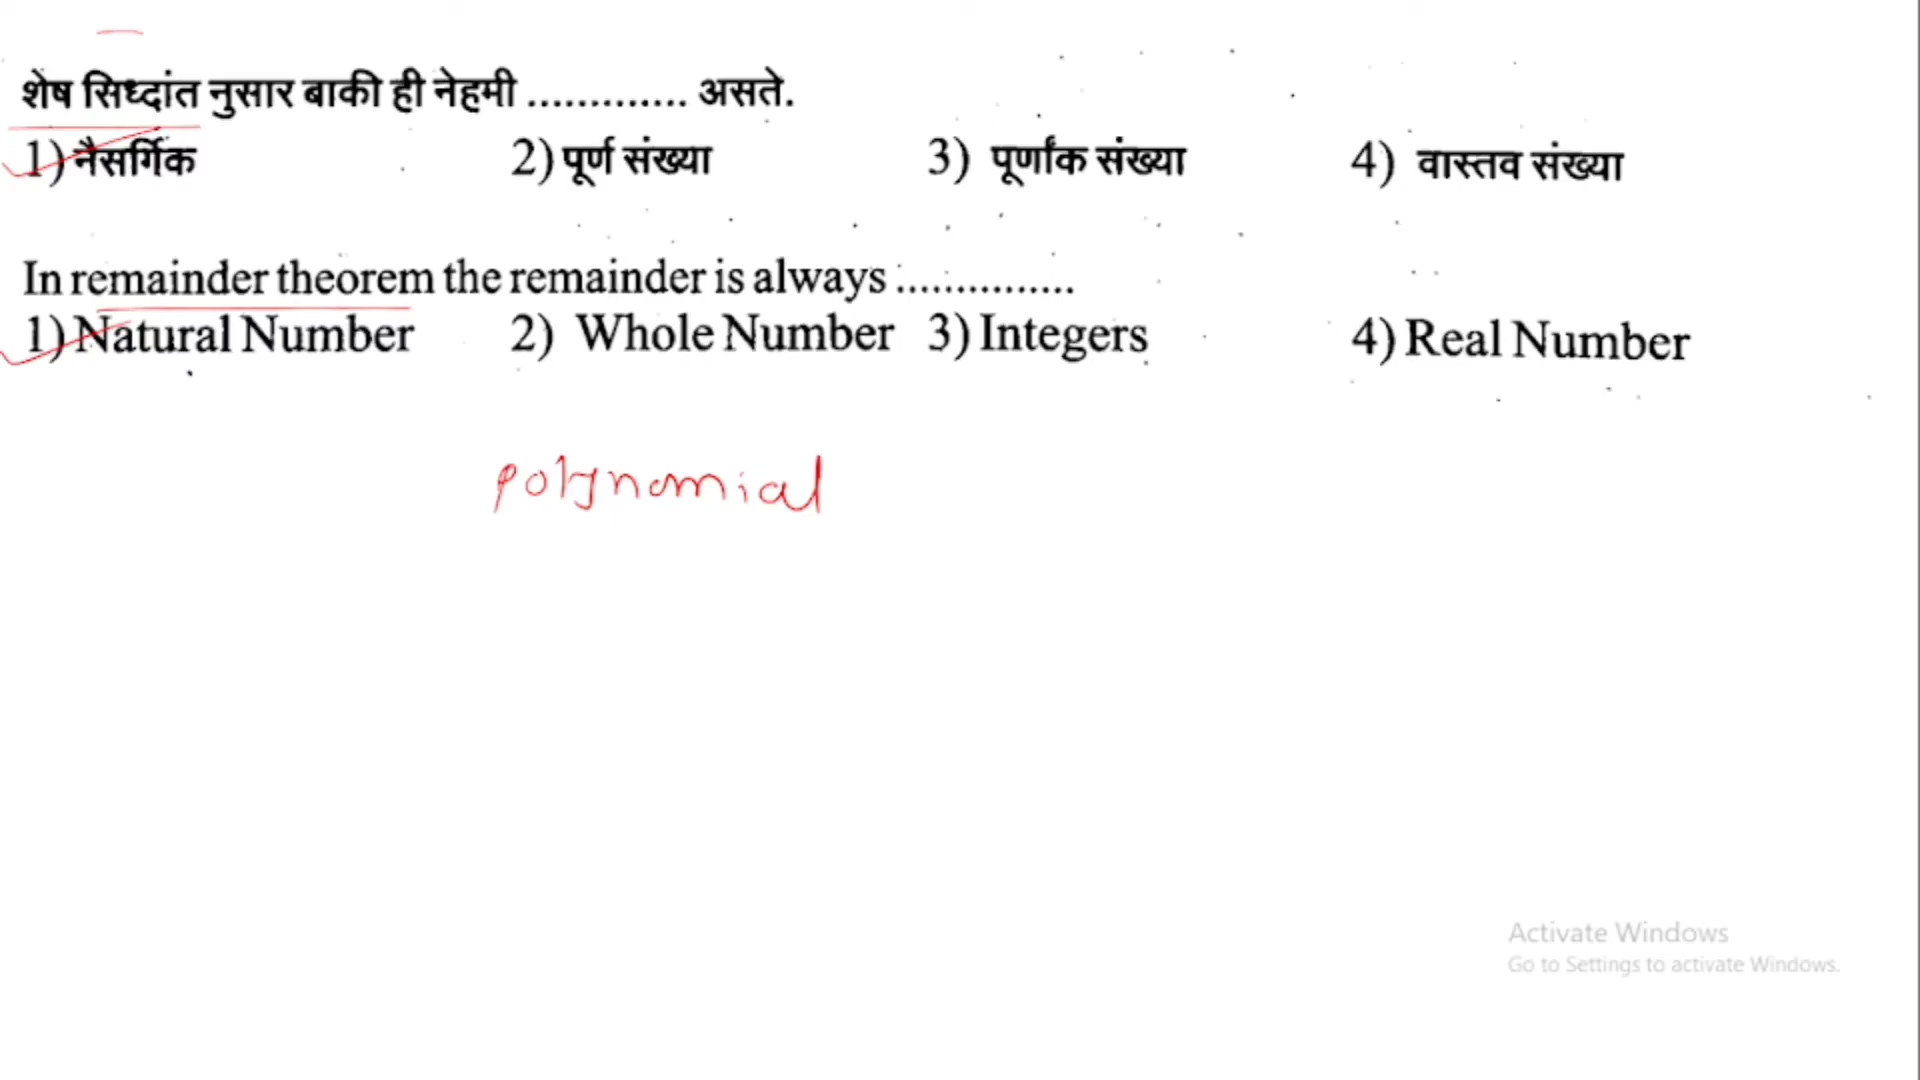 शेष सिध्दांत नुसार बाकी ही नेहमी ............. असते.
1) नैसर्गिक 2) पूर्ण संख्या 3) पूर्णांक संख्या 4) वास्तव संख्या
In remainder theorem the remainder is always ...............
1) Natural Number 2) Whole Number 3) Integers 4) Real Number
polynomial
Activate Windows
Go to Settings to activate Windows.